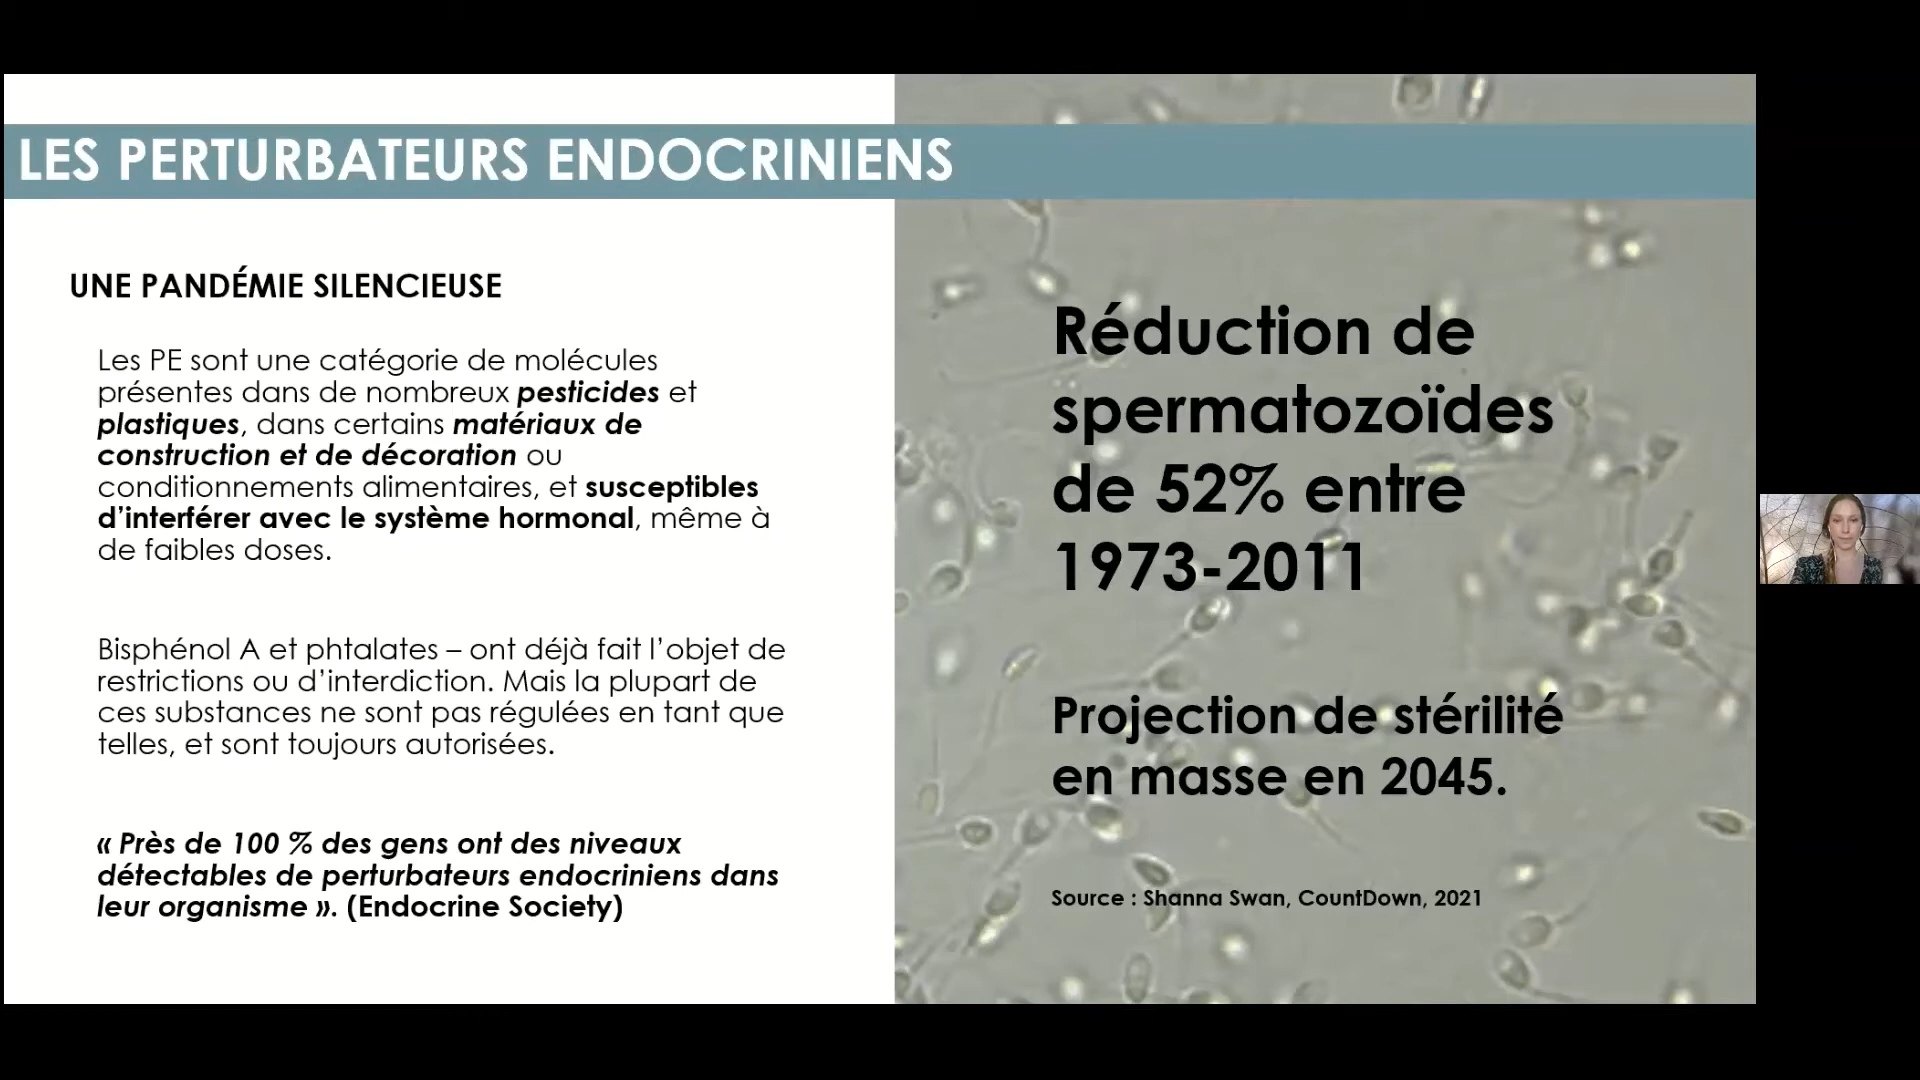 LES PERTURBATEURS ENDOCRINIENS
UNE PANDÉMIE SILENCIEUSE
Les PE sont une catégorie de molécules
présentes dans de nombreux pesticides et
plastiques, dans certains matériaux de
construction et de décoration ou
conditionnements alimentaires, et susceptibles
d’interférer avec le système hormonal, même à
de faibles doses.
Bisphénol A et phtalates – ont déjà fait l’objet de
restrictions ou d’interdiction. Mais la plupart de
ces substances ne sont pas régulées en tant que
telles, et sont toujours autorisées.
« Près de 100 % des gens ont des niveaux
détectables de perturbateurs endocriniens dans
leur organisme ». (Endocrine Society)
Réduction de
spermatozoïdes
de 52% entre
1973-2011
Projection de stérilité
en masse en 2045.
Source : Shanna Swan, CountDown, 2021